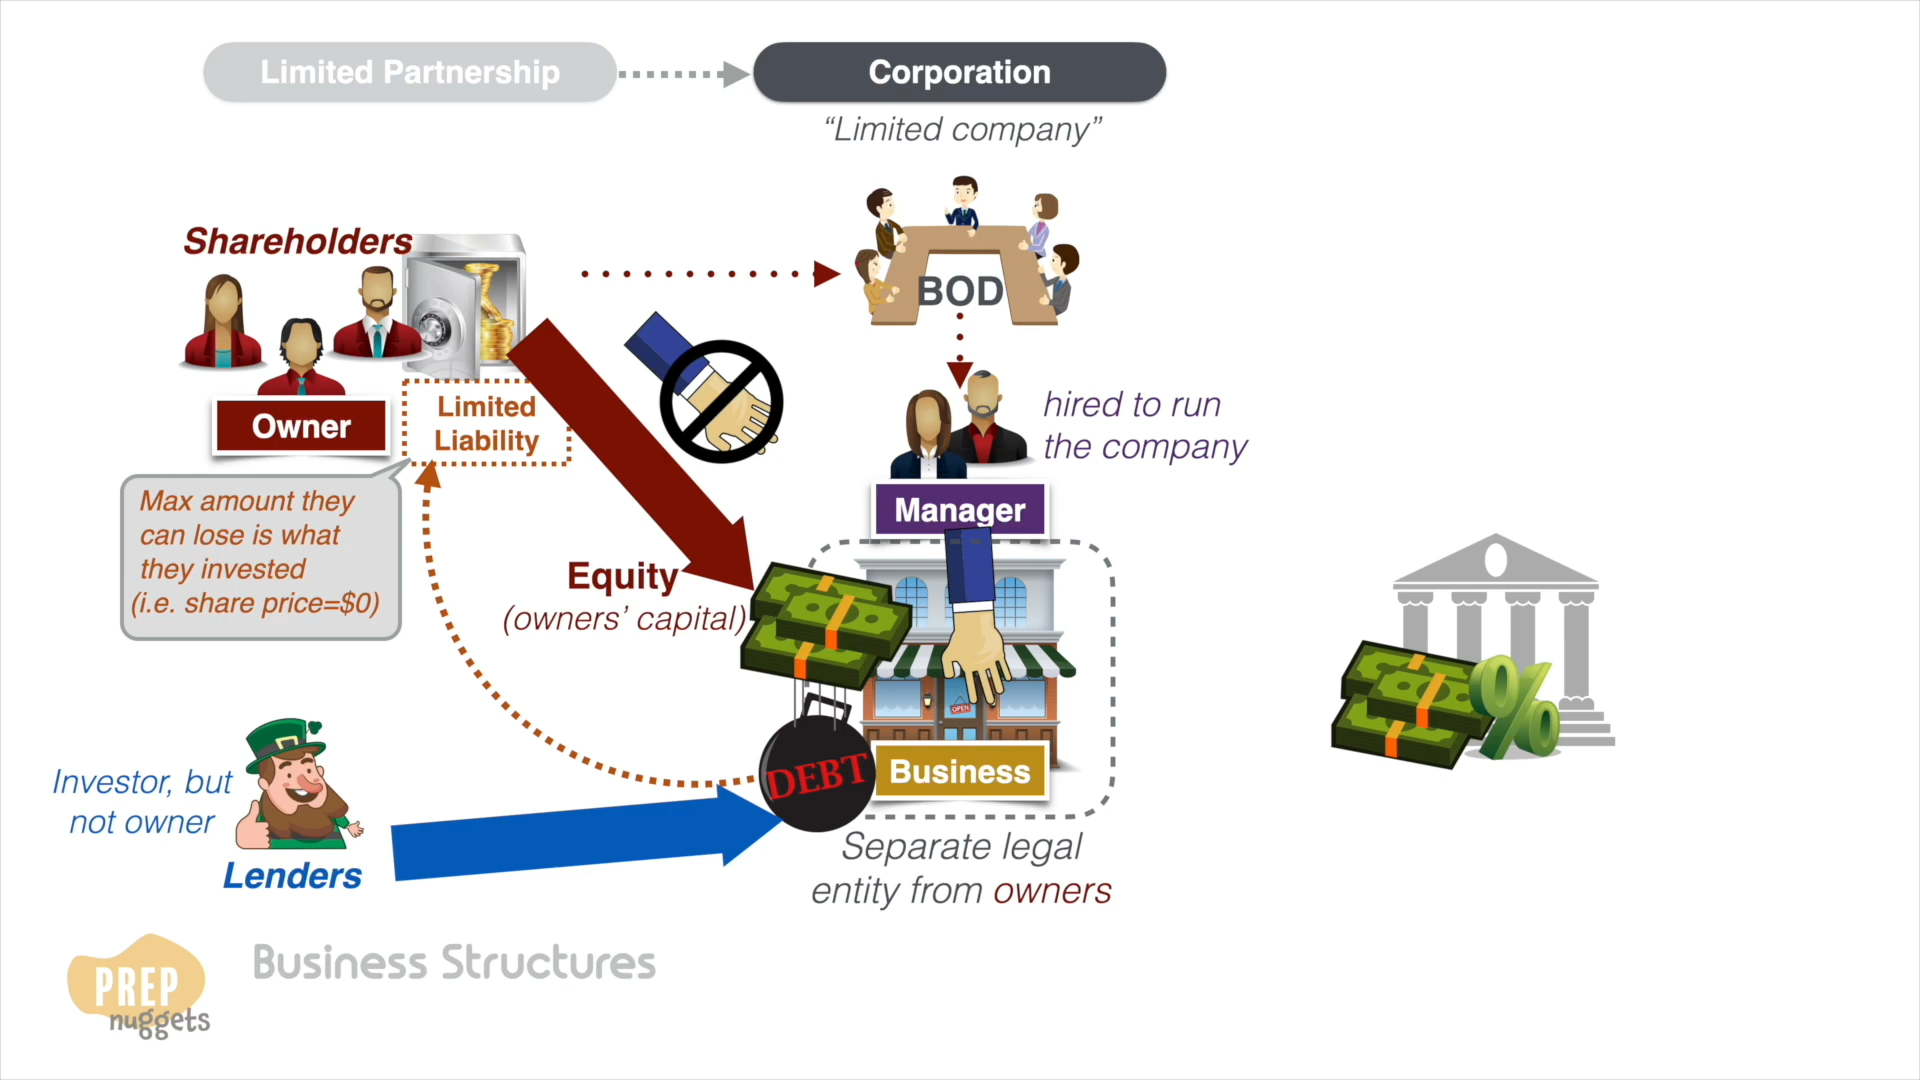 Limited Partnership
Corporation
“Limited company”
Shareholders
BOD
Owner
Limited
Liability
hired to run
the company
Max amount they
can lose is what
they invested
(i.e. share price=$0)
Manager
Equity
(owners’ capital)
OPEN
%
DEBT
Business
Investor, but
not owner
Lenders
Separate legal
entity from owners
PREP
nuggets
Business Structures